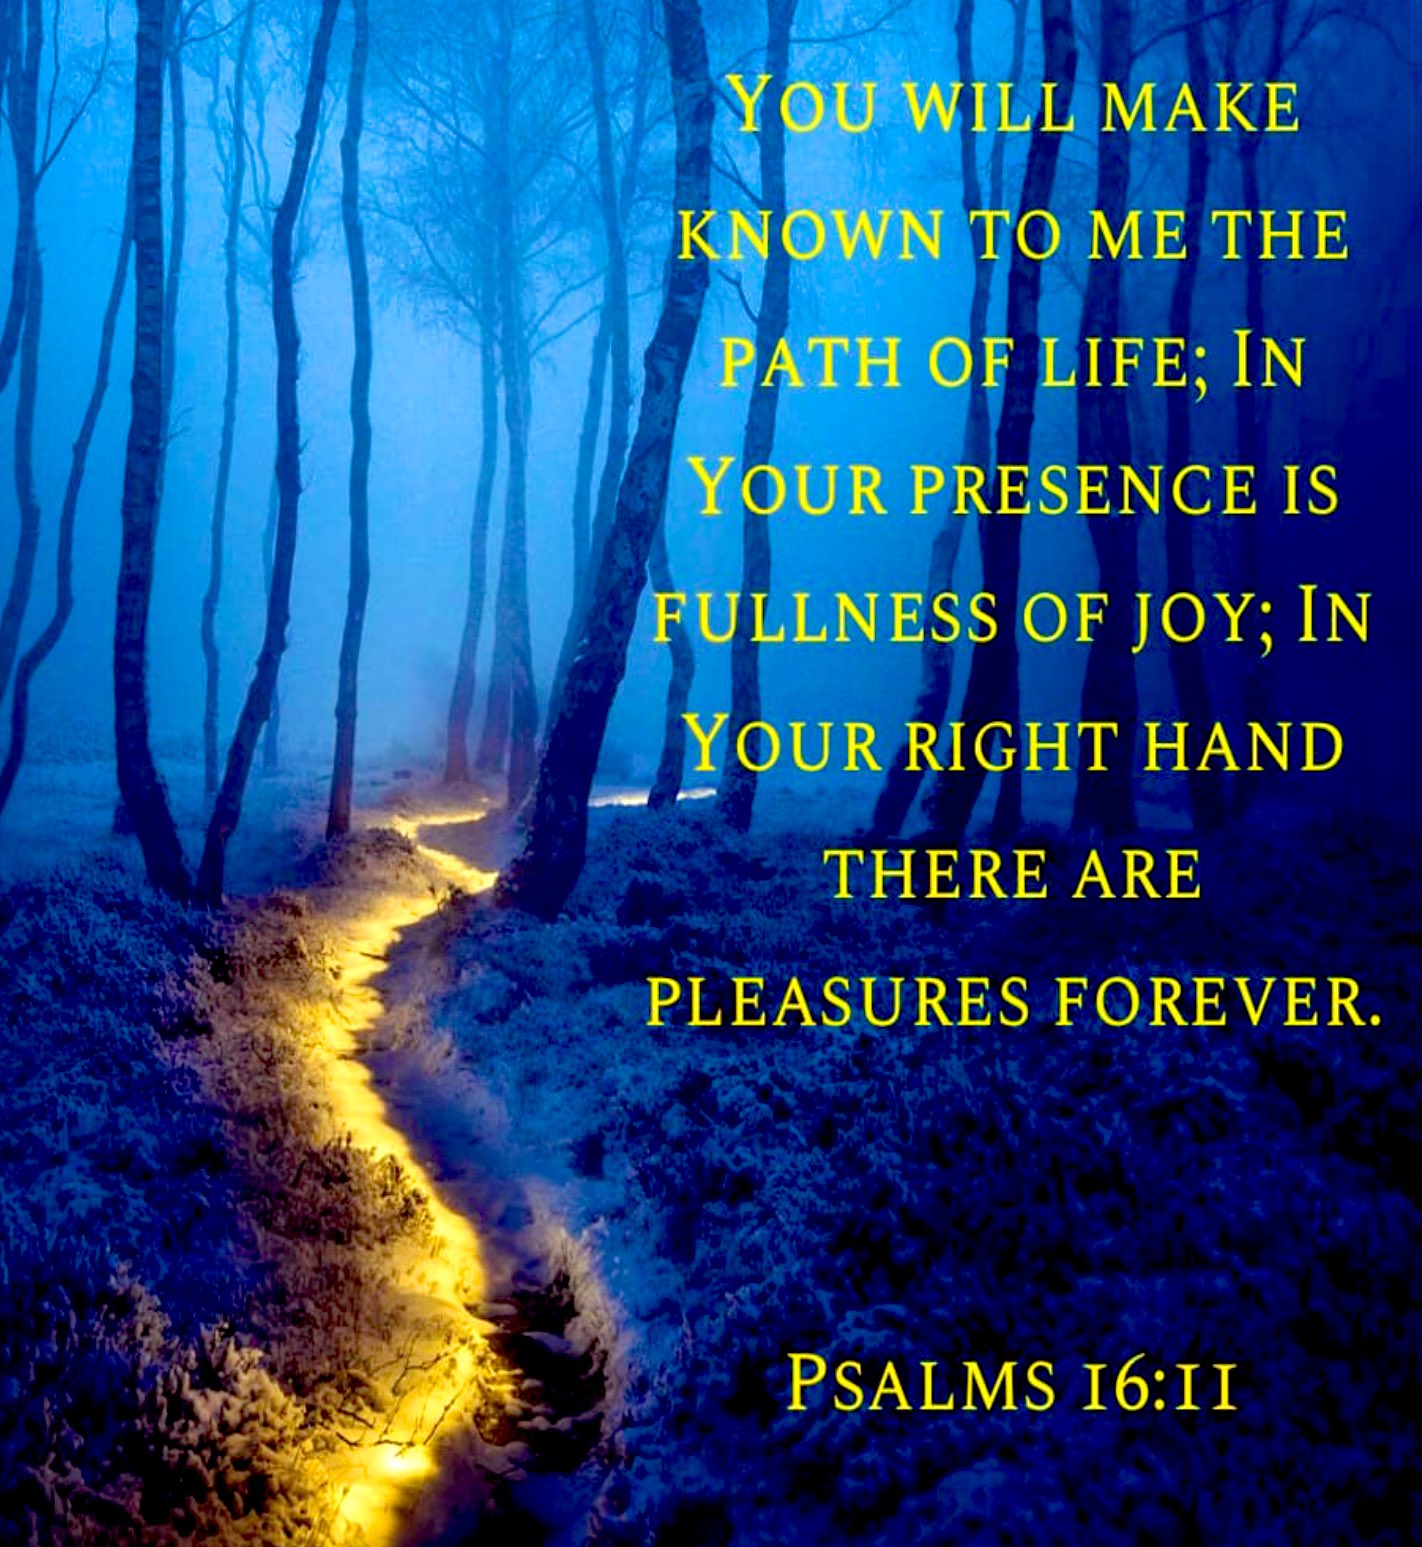 You will make
known to me the
path of life; In
Your presence is
fullness of joy; In
Your right hand
there are
pleasures forever.
Psalms 16:11